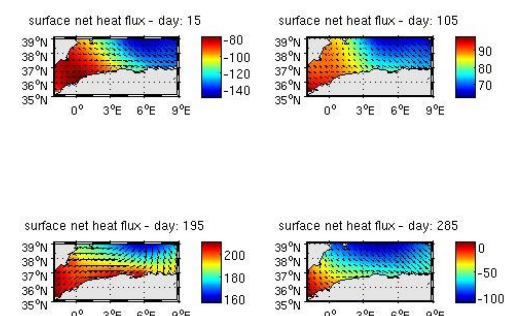 surface net heat flux - day: 15
39°N
38°N
37°N
36°N
35°N
0° 3°E 6°E 9°E
-80
-100
-120
-140
surface net heat flux - day: 105
39°N
38°N
37°N
36°N
35°N
0° 3°E 6°E 9°E
90
80
70
surface net heat flux - day: 195
39°N
38°N
37°N
36°N
35°N
0° 3°E 6°E 9°E
200
180
160
surface net heat flux - day: 285
39°N
38°N
37°N
36°N
35°N
0° 3°E 6°E 9°E
0
-50
-100